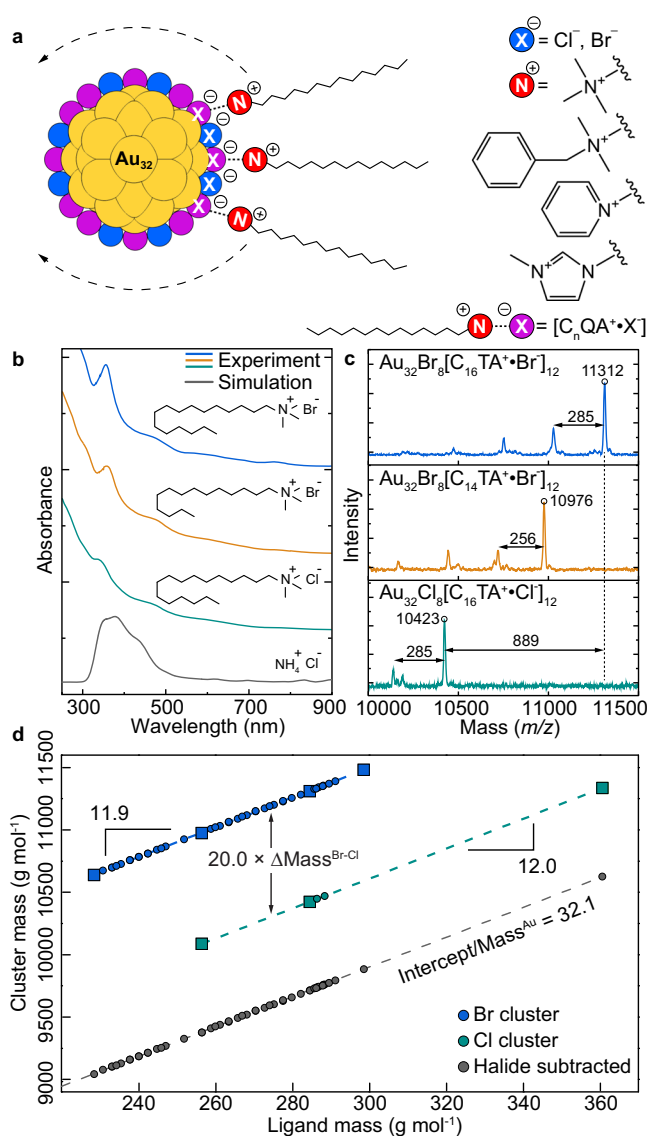 a
Au32
X
X
X
X
X
N
N
N
⊖
⊖
⊖
⊖
⊖
⊕
⊕
⊕
X⊖ = Cl−, Br−
N⊕ =
N+
N+
N+
N+
N
N⊕ X⊖ = [CnQA+•X−]
b
Experiment
Simulation
N+ Br−
N+ Br−
N+ Cl−
NH4+ Cl−
Absorbance
300 500 700 900
Wavelength (nm)
c
Au32Br8[C16TA+•Br−]12
11312
285
Au32Br8[C14TA+•Br−]12
10976
256
Au32Cl8[C16TA+•Cl−]12
10423
285
889
Intensity
10000 10500 11000 11500
Mass (m/z)
d
11.9
20.0 × ΔMassBr-Cl
12.0
Intercept/MassAu = 32.1
Br cluster
Cl cluster
Halide subtracted
Cluster mass (g mol-1)
11500
11000
10500
10000
9500
9000
240 260 280 300 320 340 360
Ligand mass (g mol-1)